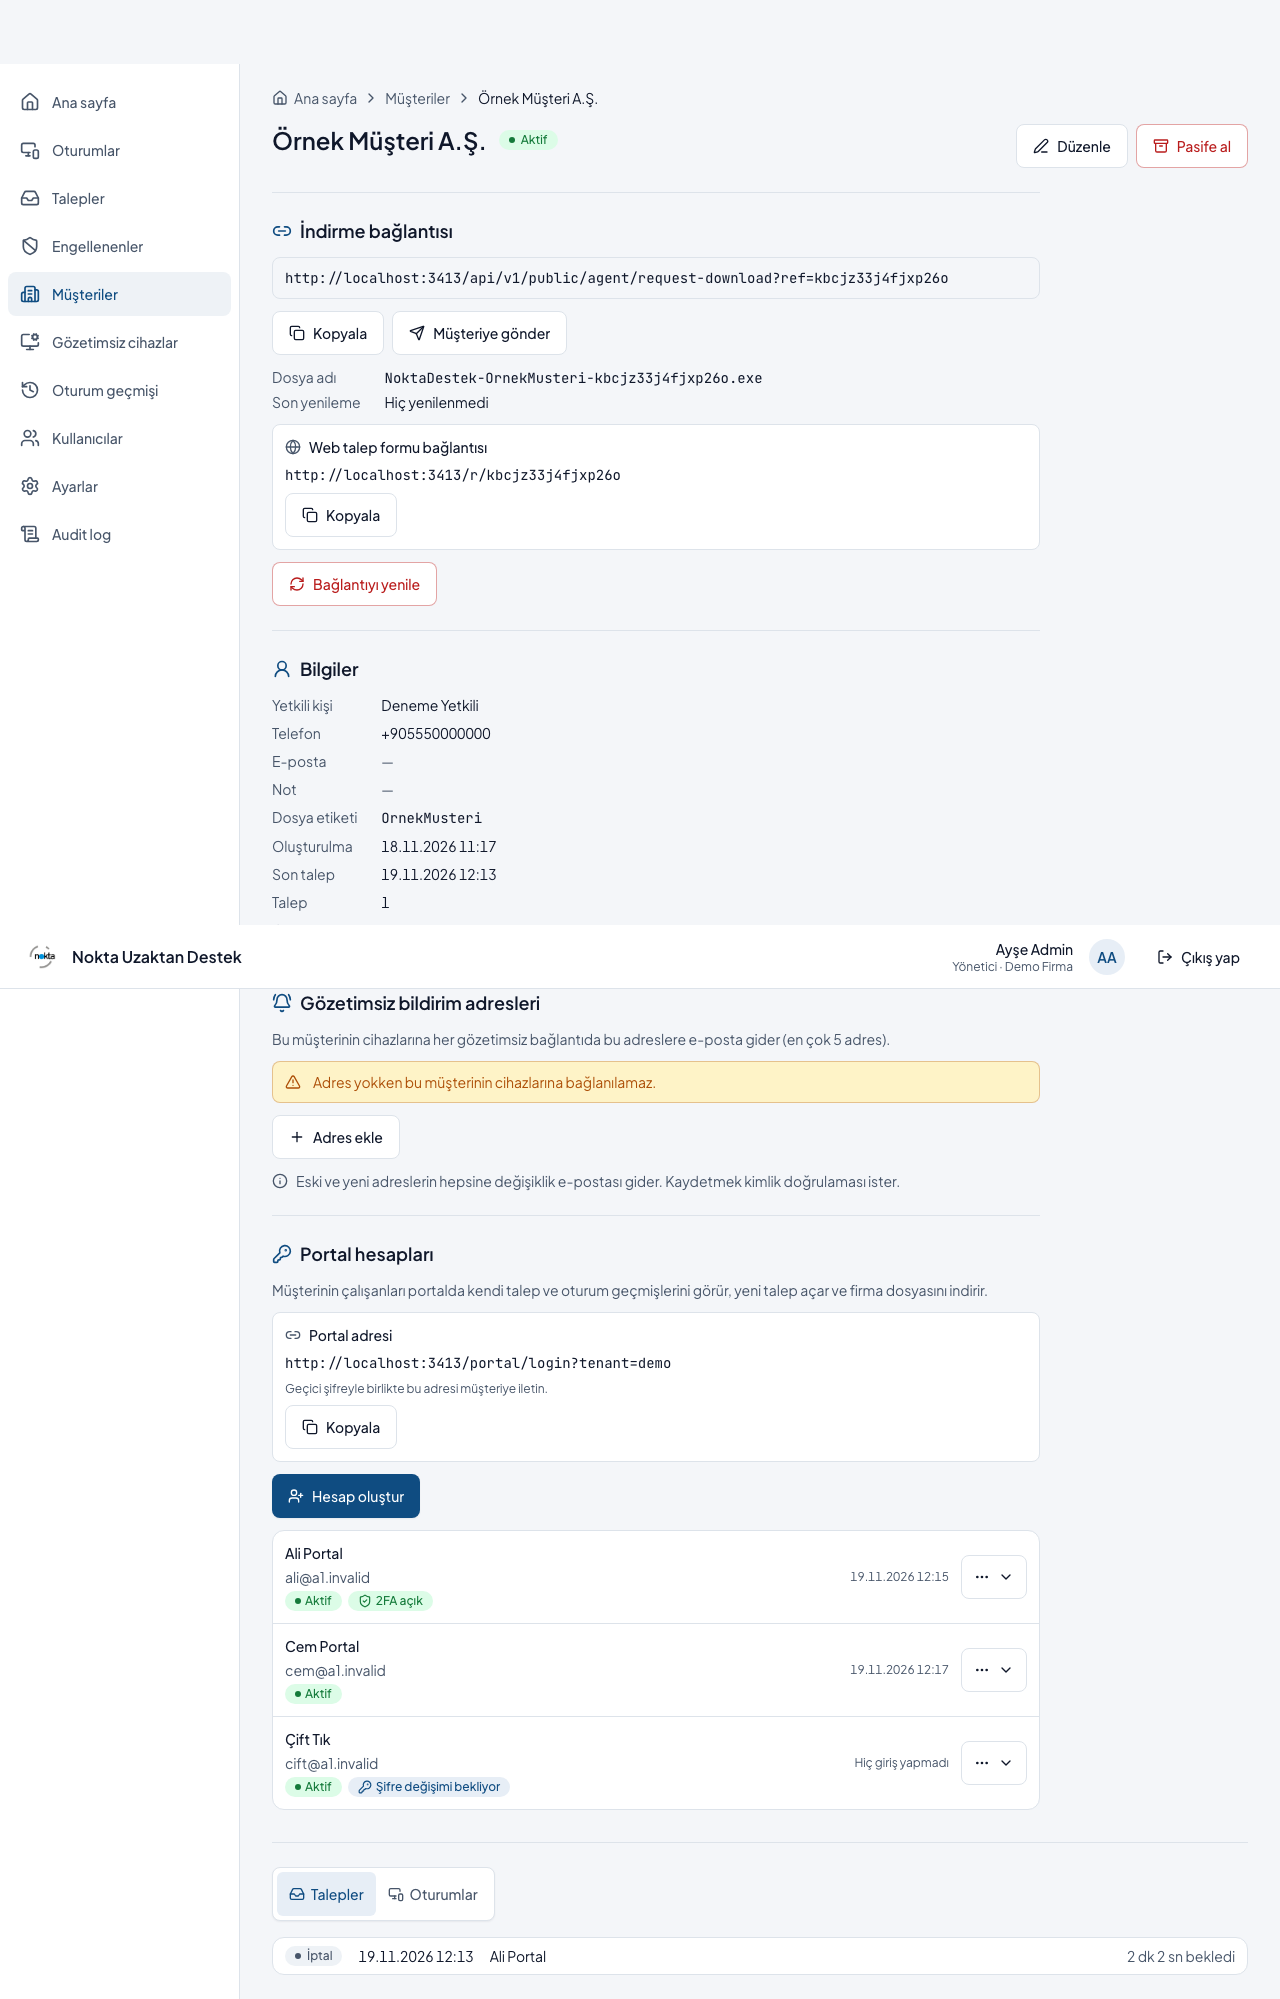 Ana sayfa
Oturumlar
Talepler
Engellenenler
Müşteriler
Gözetimsiz cihazlar
Oturum geçmişi
Kullanıcılar
Ayarlar
Audit log
Ana sayfa Müşteriler Örnek Müşteri A.Ş.
Örnek Müşteri A.Ş. Aktif
Düzenle Pasife al
İndirme bağlantısı
http://localhost:3413/api/v1/public/agent/request-download?ref=kbcjz33j4fjxp26o
Kopyala Müşteriye gönder
Dosya adı NoktaDestek-OrnekMusteri-kbcjz33j4fjxp26o.exe
Son yenileme Hiç yenilenmedi
Web talep formu bağlantısı
http://localhost:3413/r/kbcjz33j4fjxp26o
Kopyala
Bağlantıyı yenile
Bilgiler
Yetkili kişi Deneme Yetkili
Telefon +905550000000
E-posta —
Not —
Dosya etiketi OrnekMusteri
Oluşturulma 18.11.2026 11:17
Son talep 19.11.2026 12:13
Talep 1
nokta Nokta Uzaktan Destek
Ayşe Admin
Yönetici · Demo Firma
AA
Çıkış yap
Gözetimsiz bildirim adresleri
Bu müşterinin cihazlarına her gözetimsiz bağlantıda bu adreslere e-posta gider (en çok 5 adres).
Adres yokken bu müşterinin cihazlarına bağlanılamaz.
Adres ekle
Eski ve yeni adreslerin hepsine değişiklik e-postası gider. Kaydetmek kimlik doğrulaması ister.
Portal hesapları
Müşterinin çalışanları portalda kendi talep ve oturum geçmişlerini görür, yeni talep açar ve firma dosyasını indirir.
Portal adresi
http://localhost:3413/portal/login?tenant=demo
Geçici şifreyle birlikte bu adresi müşteriye iletin.
Kopyala
Hesap oluştur
Ali Portal
ali@a1.invalid
Aktif 2FA açık
19.11.2026 12:15
Cem Portal
cem@a1.invalid
Aktif
19.11.2026 12:17
Çift Tık
cift@a1.invalid
Aktif Şifre değişimi bekliyor
Hiç giriş yapmadı
Talepler Oturumlar
İptal 19.11.2026 12:13 Ali Portal 2 dk 2 sn bekledi